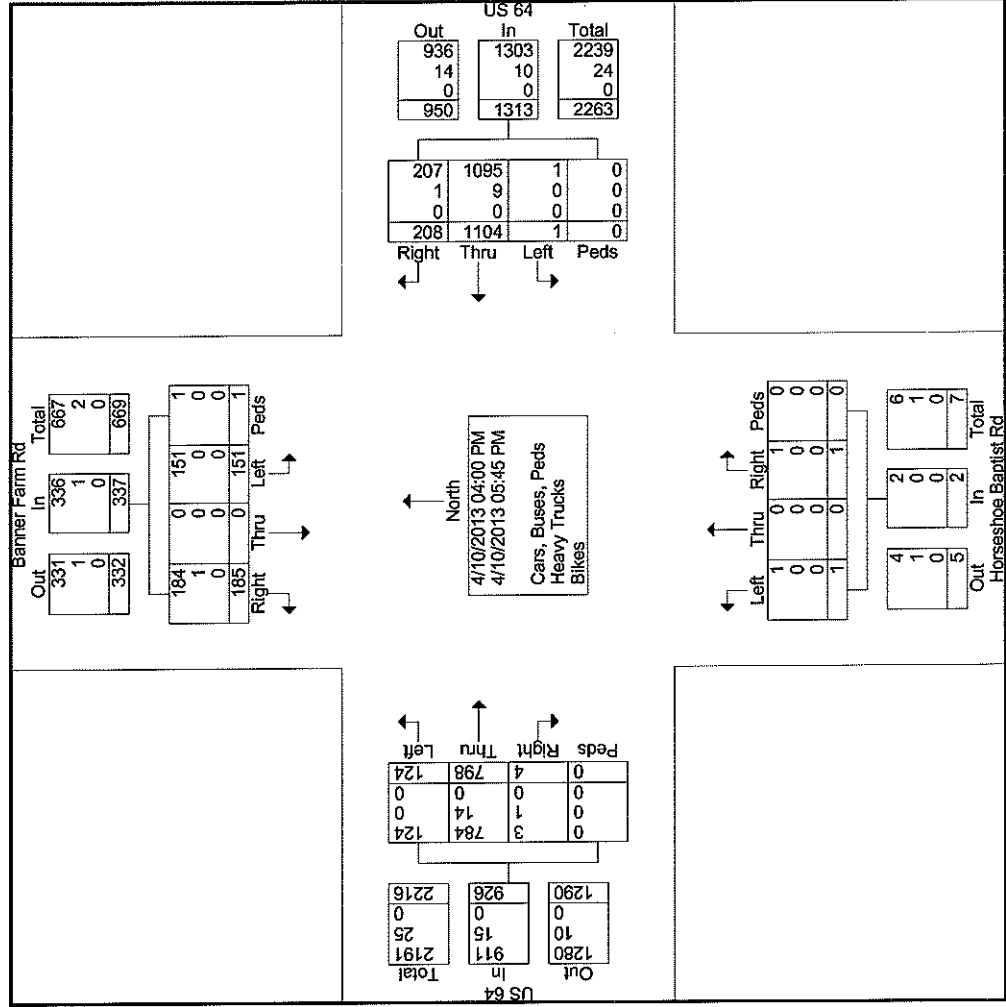 US 64
Out In Total
936 1303 2239
14 10 24
0 0 0
950 1313 2263
207 1095 1 0
1 9 0 0
0 0 0 0
208 1104 1 0
Right Thru Left Peds
Banner Farm Rd
Out In Total
331 336 667
1 1 2
0 0 0
332 337 669
184 0 151 1
1 0 0 0
0 0 0 0
185 0 151 1
Right Thru Left Peds
North
4/10/2013 04:00 PM
4/10/2013 05:45 PM
Cars, Buses, Peds
Heavy Trucks
Bikes
Left Thru Right Peds
1 0 1 0
0 0 0 0
0 0 0 0
1 0 1 0
Out In Total
4 2 6
1 0 1
0 0 0
5 2 7
Horseshoe Baptist Rd
Left Thru Right Peds
124 798 4 0
0 0 0 0
0 14 1 0
124 784 3 0
2216 926 1290
0 0 0
25 15 10
2191 911 1280
Total In Out
US 64